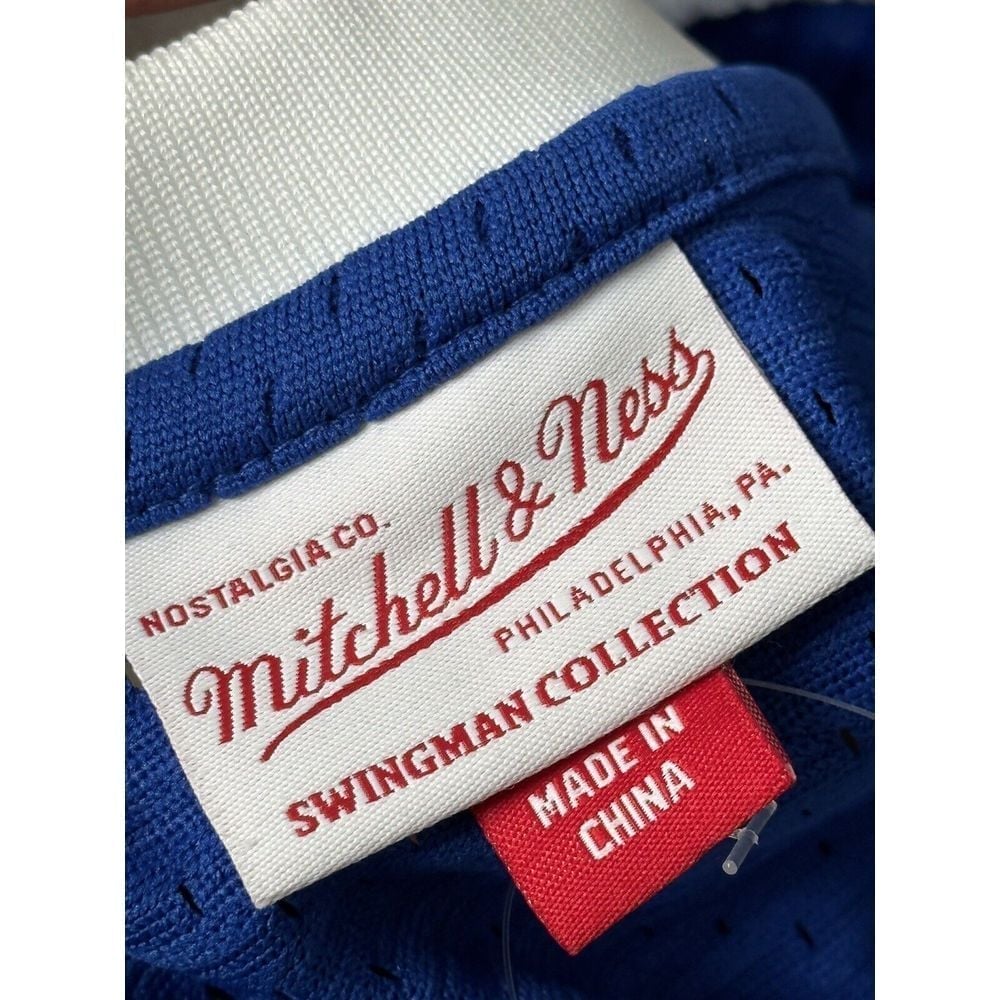 NOSTALGIA CO.
Mitchell & Ness
PHILADELPHIA, PA.
SWINGMAN COLLECTION
MADE IN
CHINA